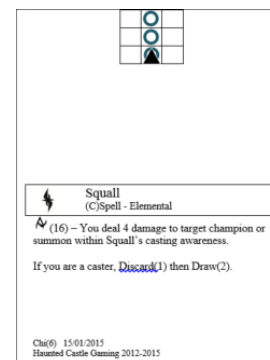 Squall
(C)Spell - Elemental
(16) – You deal 4 damage to target champion or
summon within Squall's casting awareness.
If you are a caster, Discard(1) then Draw(2).
Chi(6) 15/01/2015
Haunted Castle Gaming 2012-2015